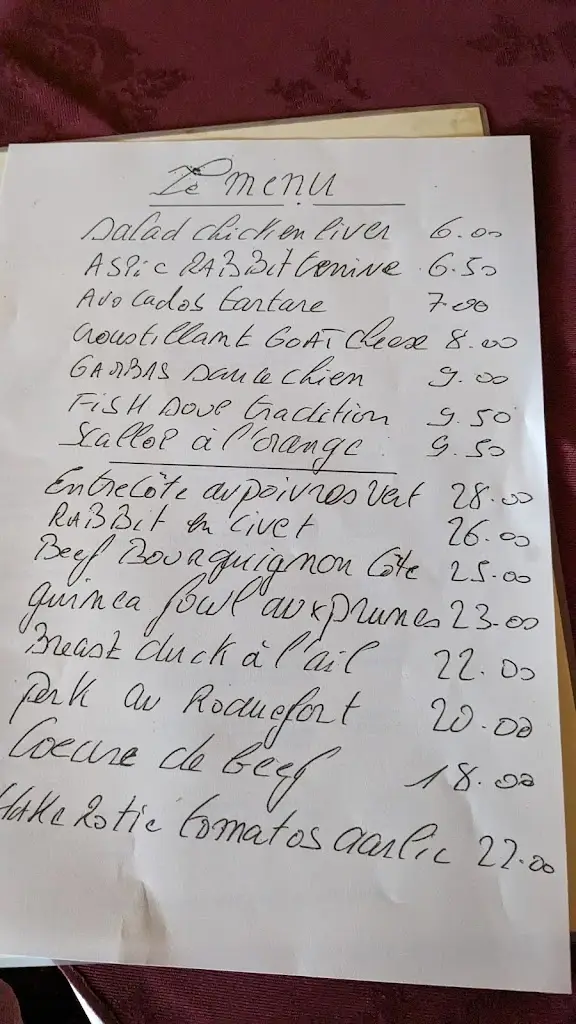 Le menu
Salad chicken liver 6.00
ASPIC RABBit terrine 6.50
Avocados tartare 7.00
Croustillant GOAT cheese 8.00
GAMBAS Sauce chien 9.00
FISH Soup tradition 9.50
Scallop à l'orange 9.50
Entrecôte au poivres vert 28.00
RABBit en civet 26.00
Beef Bourguignon Côte 25.00
guinea fowl aux prunes 23.00
Breast duck à l'ail 22.00
Pork au Roquefort 20.00
Coeure de beef 18.00
HAKE Rotie tomatos garlic 22.00